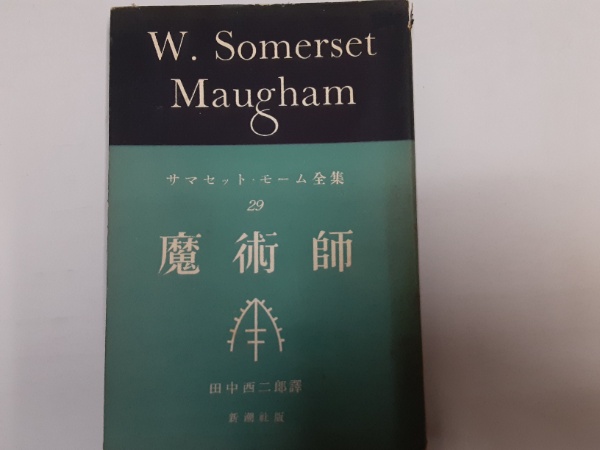 W. Somerset
Maugham
サマセット・モーム全集
29
魔術師
田中西二郎譯
新潮社版